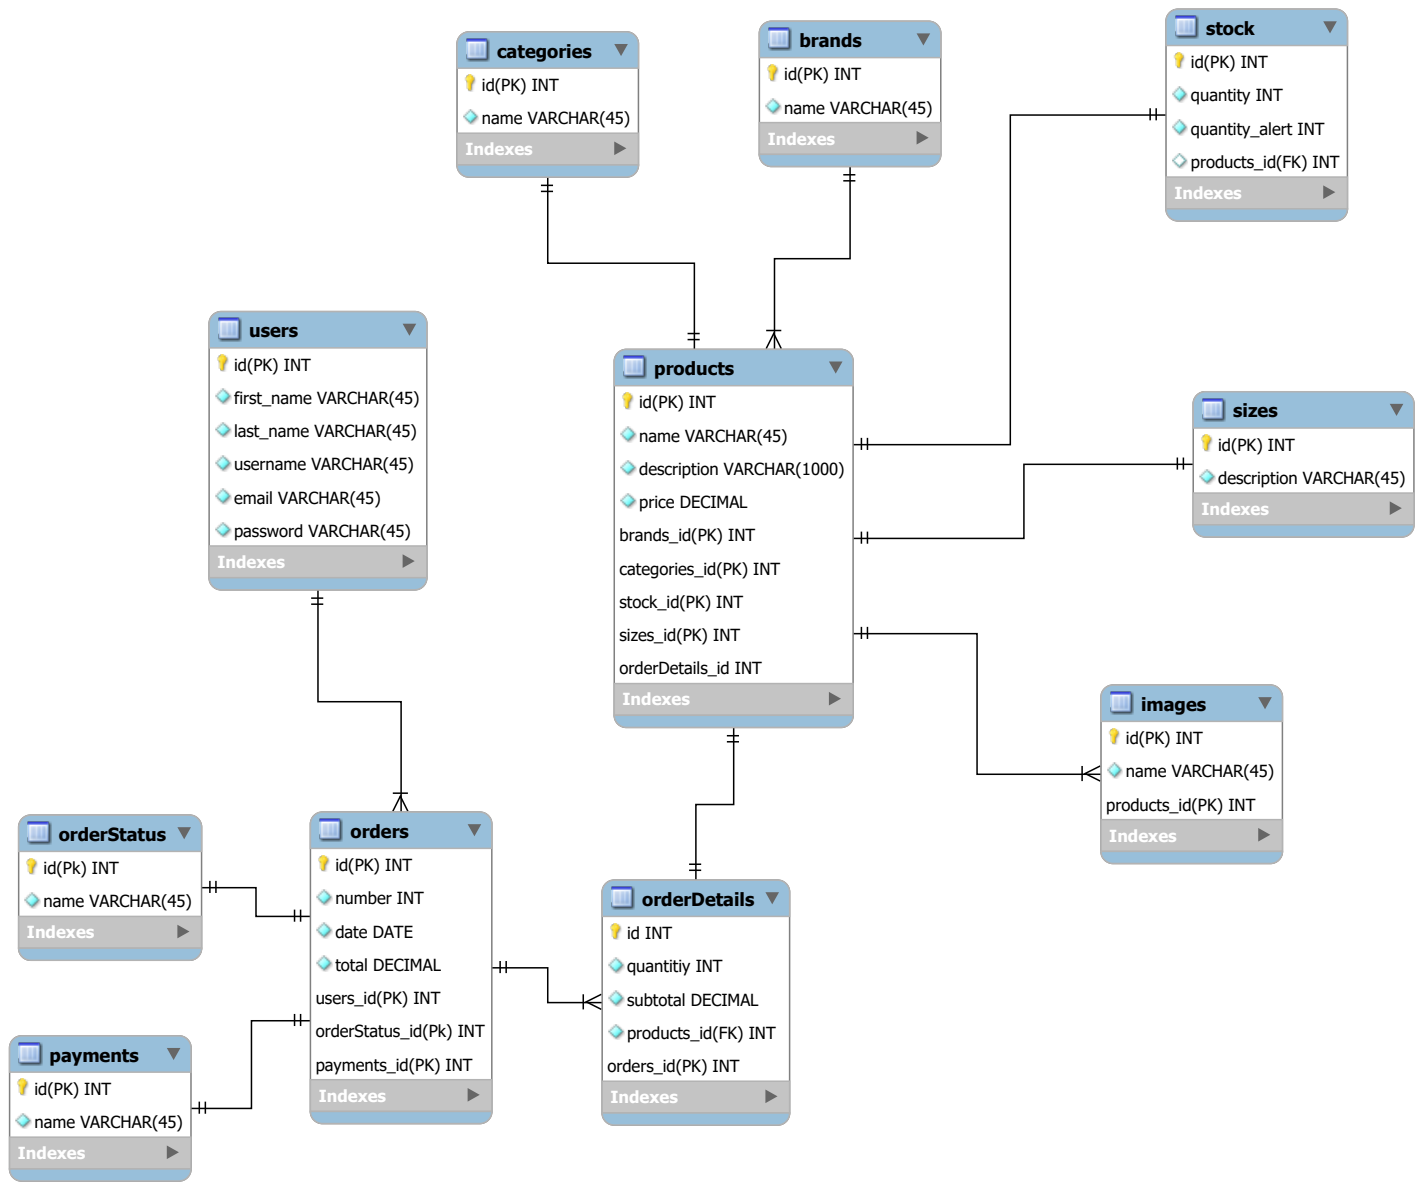 categories
id(PK) INT
name VARCHAR(45)
Indexes
brands
id(PK) INT
name VARCHAR(45)
Indexes
stock
id(PK) INT
quantity INT
quantity_alert INT
products_id(FK) INT
Indexes
users
id(PK) INT
first_name VARCHAR(45)
last_name VARCHAR(45)
username VARCHAR(45)
email VARCHAR(45)
password VARCHAR(45)
Indexes
products
id(PK) INT
name VARCHAR(45)
description VARCHAR(1000)
price DECIMAL
brands_id(PK) INT
categories_id(PK) INT
stock_id(PK) INT
sizes_id(PK) INT
orderDetails_id INT
Indexes
sizes
id(PK) INT
description VARCHAR(45)
Indexes
images
id(PK) INT
name VARCHAR(45)
products_id(PK) INT
Indexes
orderStatus
id(Pk) INT
name VARCHAR(45)
Indexes
orders
id(PK) INT
number INT
date DATE
total DECIMAL
users_id(PK) INT
orderStatus_id(Pk) INT
payments_id(PK) INT
Indexes
orderDetails
id INT
quantitiy INT
subtotal DECIMAL
products_id(FK) INT
orders_id(PK) INT
Indexes
payments
id(PK) INT
name VARCHAR(45)
Indexes